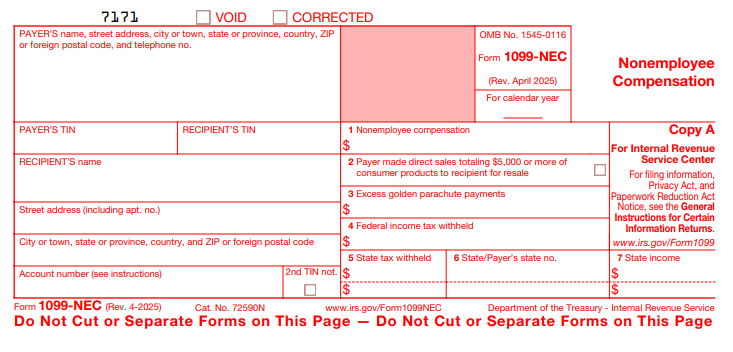 7171
VOID
CORRECTED
PAYER'S name, street address, city or town, state or province, country, ZIP
or foreign postal code, and telephone no.
OMB No. 1545-0116
Form 1099-NEC
(Rev. April 2025)
For calendar year
Nonemployee
Compensation
PAYER'S TIN
RECIPIENT'S TIN
1 Nonemployee compensation
$
Copy A
For Internal Revenue
Service Center
For filing information,
Privacy Act, and
Paperwork Reduction Act
Notice, see the General
Instructions for Certain
Information Returns.
www.irs.gov/Form1099
RECIPIENT'S name
2 Payer made direct sales totaling $5,000 or more of
consumer products to recipient for resale
3 Excess golden parachute payments
$
Street address (including apt. no.)
4 Federal income tax withheld
$
City or town, state or province, country, and ZIP or foreign postal code
5 State tax withheld
$
$
6 State/Payer's state no.
7 State income
$
$
Account number (see instructions)
2nd TIN not.
Form 1099-NEC (Rev. 4-2025)
Cat. No. 72590N
www.irs.gov/Form1099NEC
Department of the Treasury - Internal Revenue Service
Do Not Cut or Separate Forms on This Page — Do Not Cut or Separate Forms on This Page